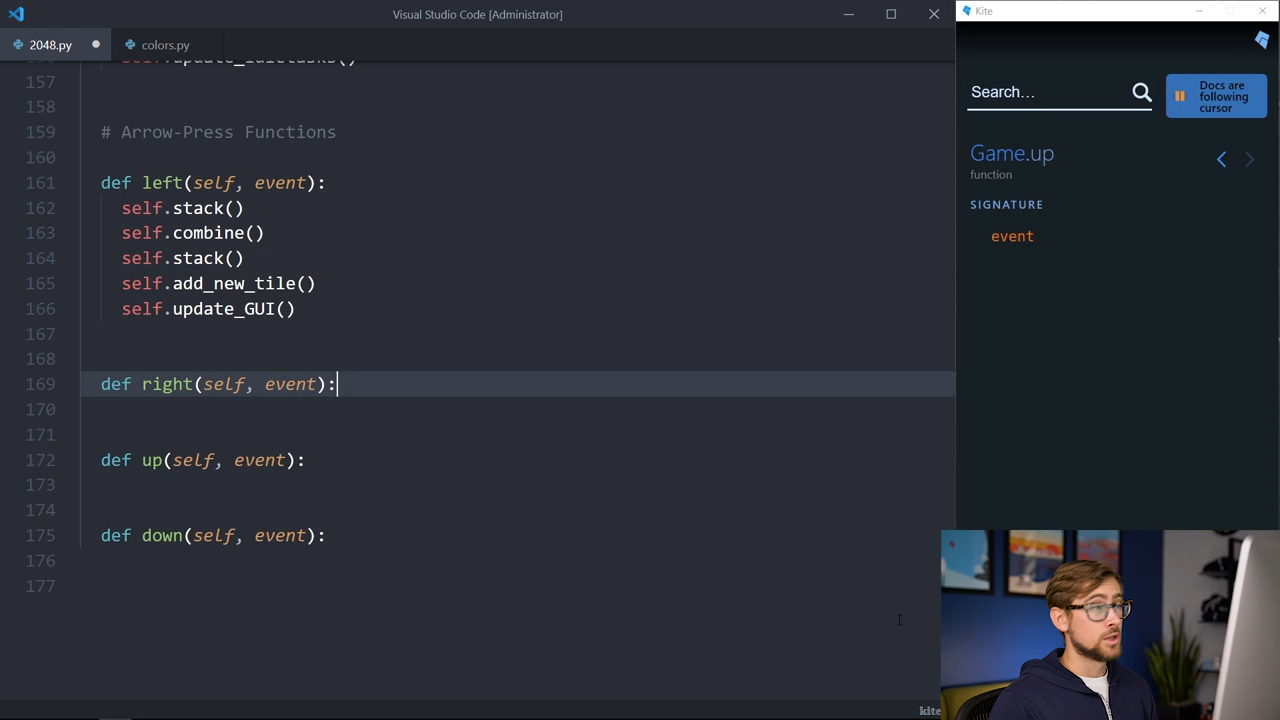 Visual Studio Code [Administrator]
Kite
2048.py
colors.py
Search...
Docs are
following
cursor
Game.up
function
SIGNATURE
event
self.update_idletasks()
157
158
159 # Arrow-Press Functions
160
161 def left(self, event):
162 self.stack()
163 self.combine()
164 self.stack()
165 self.add_new_tile()
166 self.update_GUI()
167
168
169 def right(self, event):
170
171
172 def up(self, event):
173
174
175 def down(self, event):
176
177
kite